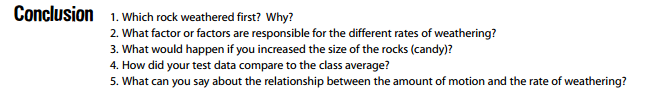 Conclusion 1. Which rock weathered first? Why?
2. What factor or factors are responsible for the different rates of weathering?
3. What would happen if you increased the size of the rocks (candy)?
4. How did your test data compare to the class average?
5. What can you say about the relationship between the amount of motion and the rate of weathering?